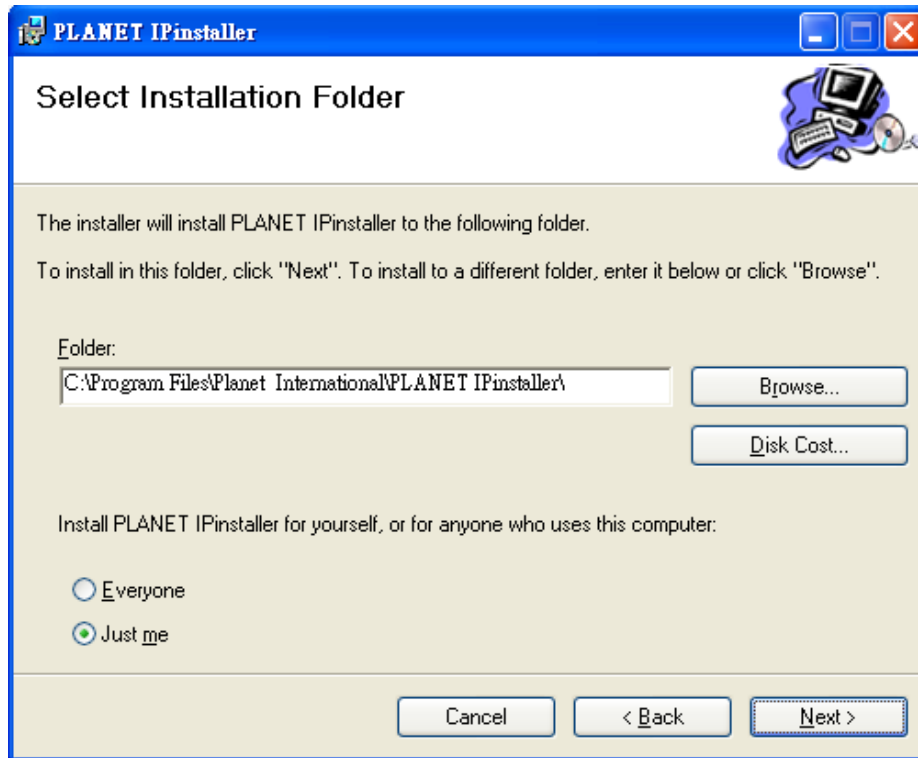 PLANET IPinstaller
Select Installation Folder
The installer will install PLANET IPinstaller to the following folder.
To install in this folder, click "Next". To install to a different folder, enter it below or click "Browse".
Folder:
C:\Program Files\Planet International\PLANET IPinstaller\
Browse...
Disk Cost...
Install PLANET IPinstaller for yourself, or for anyone who uses this computer:
Everyone
Just me
Cancel
< Back
Next >